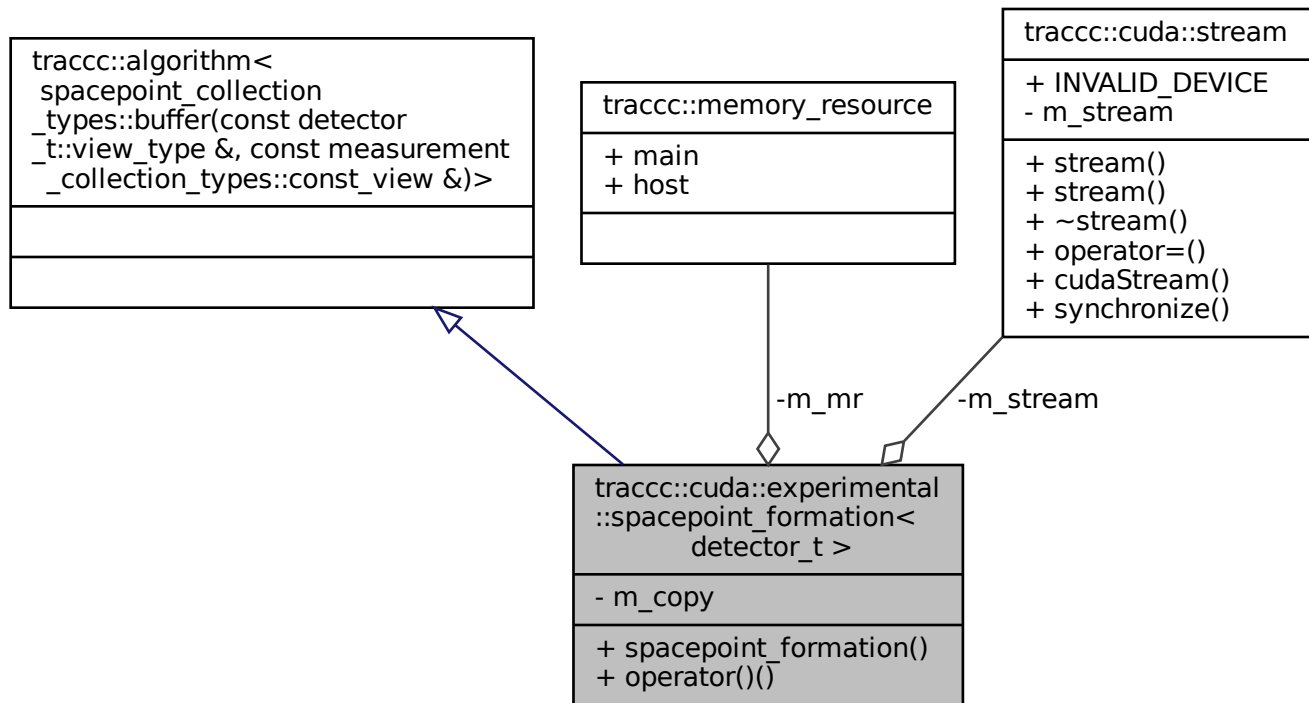 traccc::algorithm<
spacepoint_collection
_types::buffer(const detector
_t::view_type &, const measurement
_collection_types::const_view &)>
traccc::memory_resource
+ main
+ host
traccc::cuda::stream
+ INVALID_DEVICE
- m_stream
+ stream()
+ stream()
+ ~stream()
+ operator=()
+ cudaStream()
+ synchronize()
-m_mr
-m_stream
traccc::cuda::experimental
::spacepoint_formation<
detector_t >
- m_copy
+ spacepoint_formation()
+ operator()()